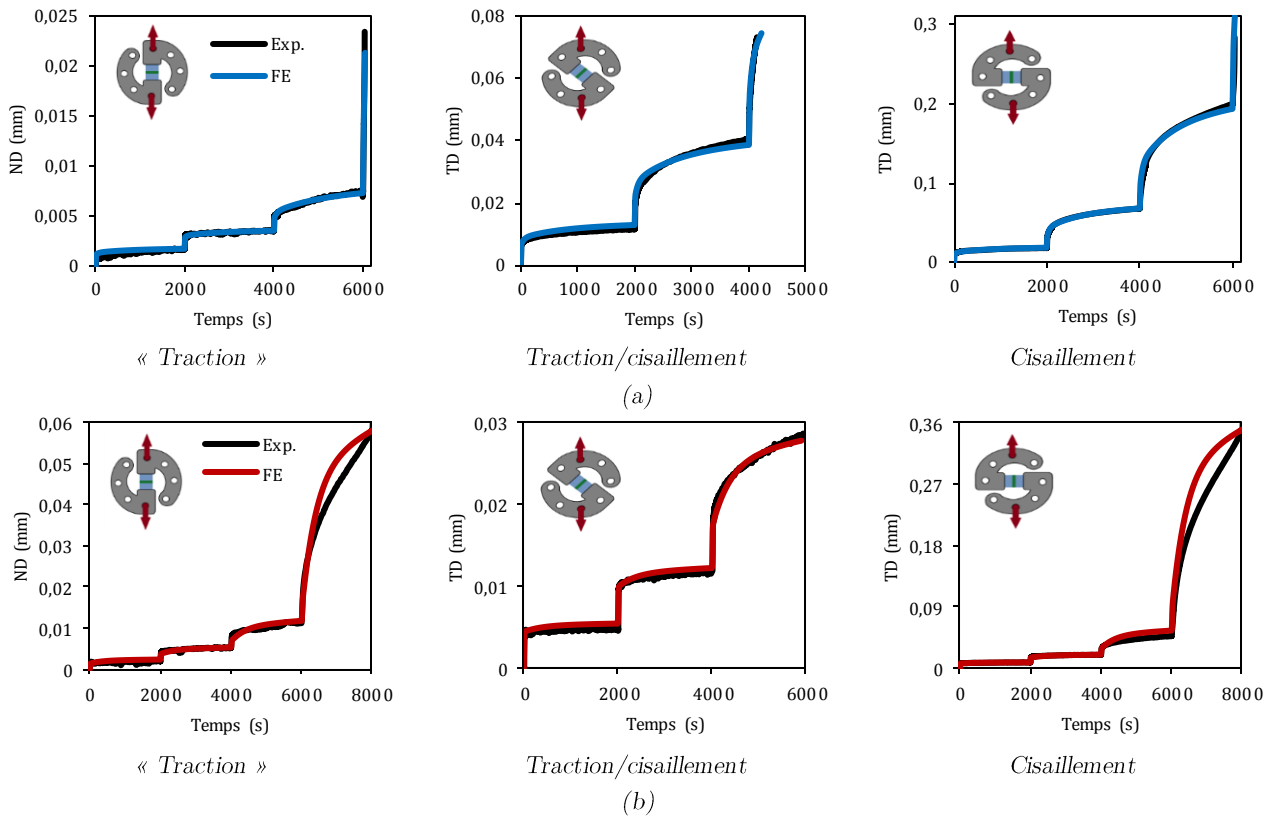 0,025
0,02
0,015
0,01
0,005
0
ND (mm)
Exp.
FE
0 2000 4000 6000
Temps (s)
« Traction »
0,08
0,06
0,04
0,02
0
TD (mm)
0 1000 2000 3000 4000 5000
Temps (s)
Traction/cisaillement
0,3
0,2
0,1
0
TD (mm)
0 2000 4000 6000
Temps (s)
Cisaillement
(a)
0,06
0,05
0,04
0,03
0,02
0,01
0
ND (mm)
Exp.
FE
0 2000 4000 6000 8000
Temps (s)
« Traction »
0,03
0,02
0,01
0
TD (mm)
0 2000 4000 6000
Temps (s)
Traction/cisaillement
0,36
0,27
0,18
0,09
0
TD (mm)
0 2000 4000 6000 8000
Temps (s)
Cisaillement
(b)